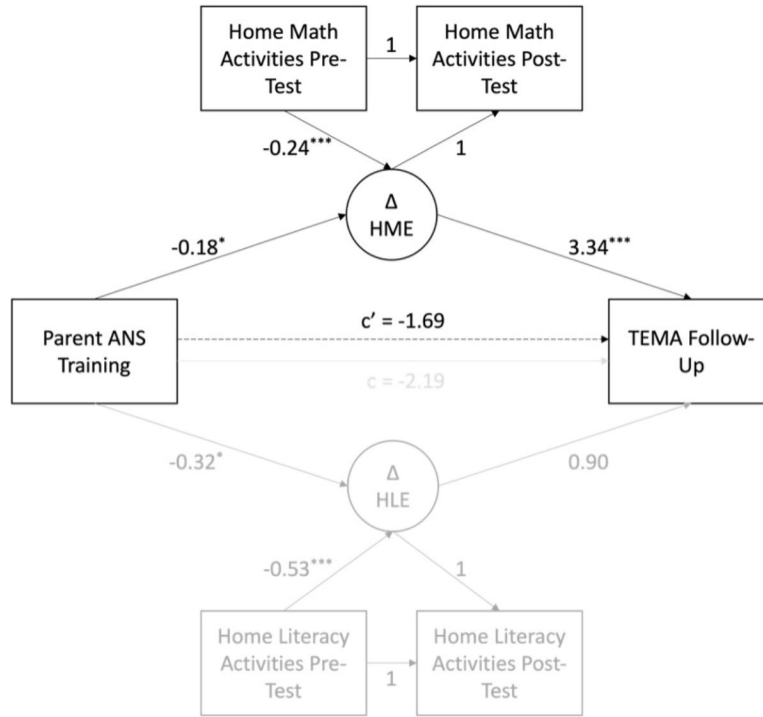 Home Math
Activities Pre-
Test
1
Home Math
Activities Post-
Test
-0.24***
1
Δ
HME
-0.18*
3.34***
Parent ANS
Training
c' = -1.69
c = -2.19
TEMA Follow-
Up
-0.32*
0.90
Δ
HLE
-0.53***
1
Home Literacy
Activities Pre-
Test
1
Home Literacy
Activities Post-
Test